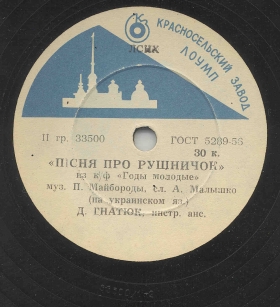 КРАСНОСЕЛЬСКИЙ ЗАВОД
ЛОУМП
ЛСНХ
II гр. 33500
ГОСТ 5289-56
30 к.
«ПІСНЯ ПРО РУШНИЧОК»
из к/ф «Годы молодые»
муз. П. Майбороды, сл. А. Малышко
(на украинском яз.)
Д. ГНАТЮК, инстр. анс.